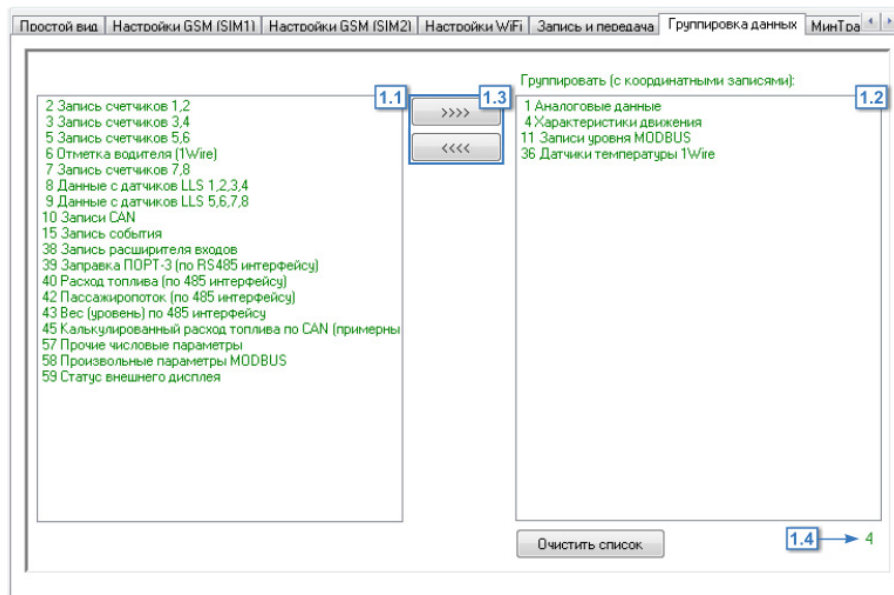 Простой вид Настройки GSM (SIM1) Настройки GSM (SIM2) Настройки WiFi Запись и передача Группировка данных МинТра
Группировать (с координатными записями):
1.1
2 Запись счетчиков 1,2
3 Запись счетчиков 3,4
5 Запись счетчиков 5,6
6 Отметка водителя (1Wire)
7 Запись счетчиков 7,8
8 Данные с датчиков LLS 1,2,3,4
9 Данные с датчиков LLS 5,6,7,8
10 Записи CAN
15 Запись события
38 Запись расширителя входов
39 Заправка ПОРТ-3 (по RS485 интерфейсу)
40 Расход топлива (по 485 интерфейсу)
42 Пассажиропоток (по 485 интерфейсу)
43 Вес (уровень) по 485 интерфейсу
45 Калькулированный расход топлива по CAN (примерны
57 Прочие числовые параметры
58 Произвольные параметры MODBUS
59 Статус внешнего дисплея
1.3
>>>>
<<<<
1.2
1 Аналоговые данные
4 Характеристики движения
11 Записи уровня MODBUS
36 Датчики температуры 1Wire
Очистить список
1.4 4